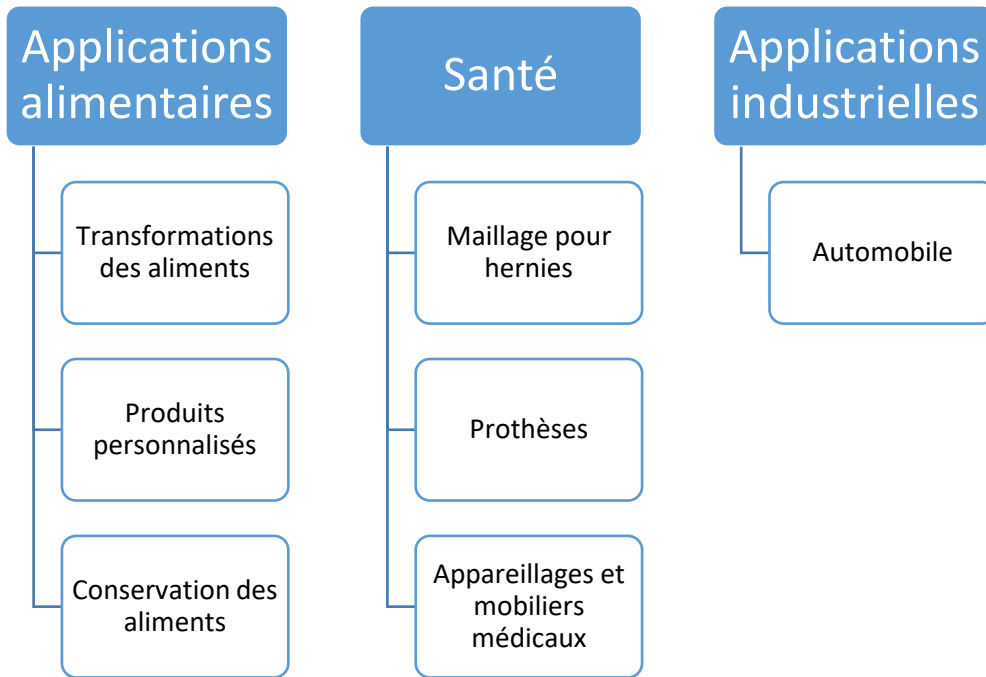 Applications
alimentaires
Transformations
des aliments
Produits
personnalisés
Conservation des
aliments
Santé
Maillage pour
hernies
Prothèses
Appareillages et
mobiliers
médicaux
Applications
industrielles
Automobile